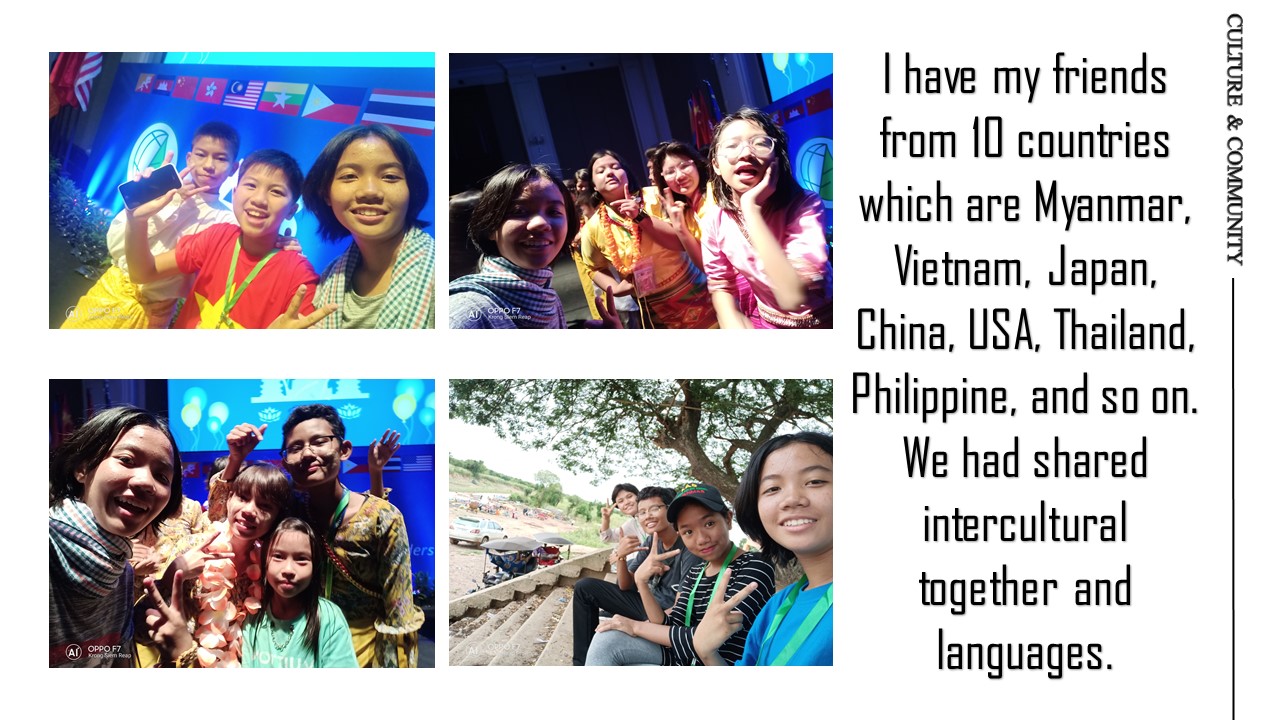 I have my friends
from 10 countries
which are Myanmar,
Vietnam, Japan,
China, USA, Thailand,
Philippine, and so on.
We had shared
intercultural
together and
languages.
CULTURE & COMMUNITY
AI OPPO F7
Krong Siem Reap
AI OPPO F7
Krong Siem Reap
AI OPPO F7
Krong Siem Reap